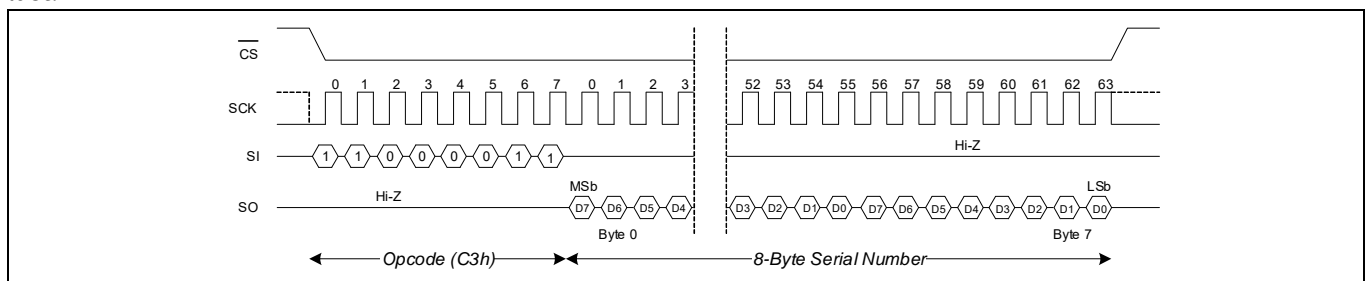 CS
0 1 2 3 4 5 6 7 0 1 2 3 52 53 54 55 56 57 58 59 60 61 62 63
SCK
Hi-Z
SI 1 1 0 0 0 0 1 1
MSb LSb
Hi-Z
SO D7 D6 D5 D4 D3 D2 D1 D0 D7 D6 D5 D4 D3 D2 D1 D0
Byte 0 Byte 7
Opcode (C3h) 8-Byte Serial Number